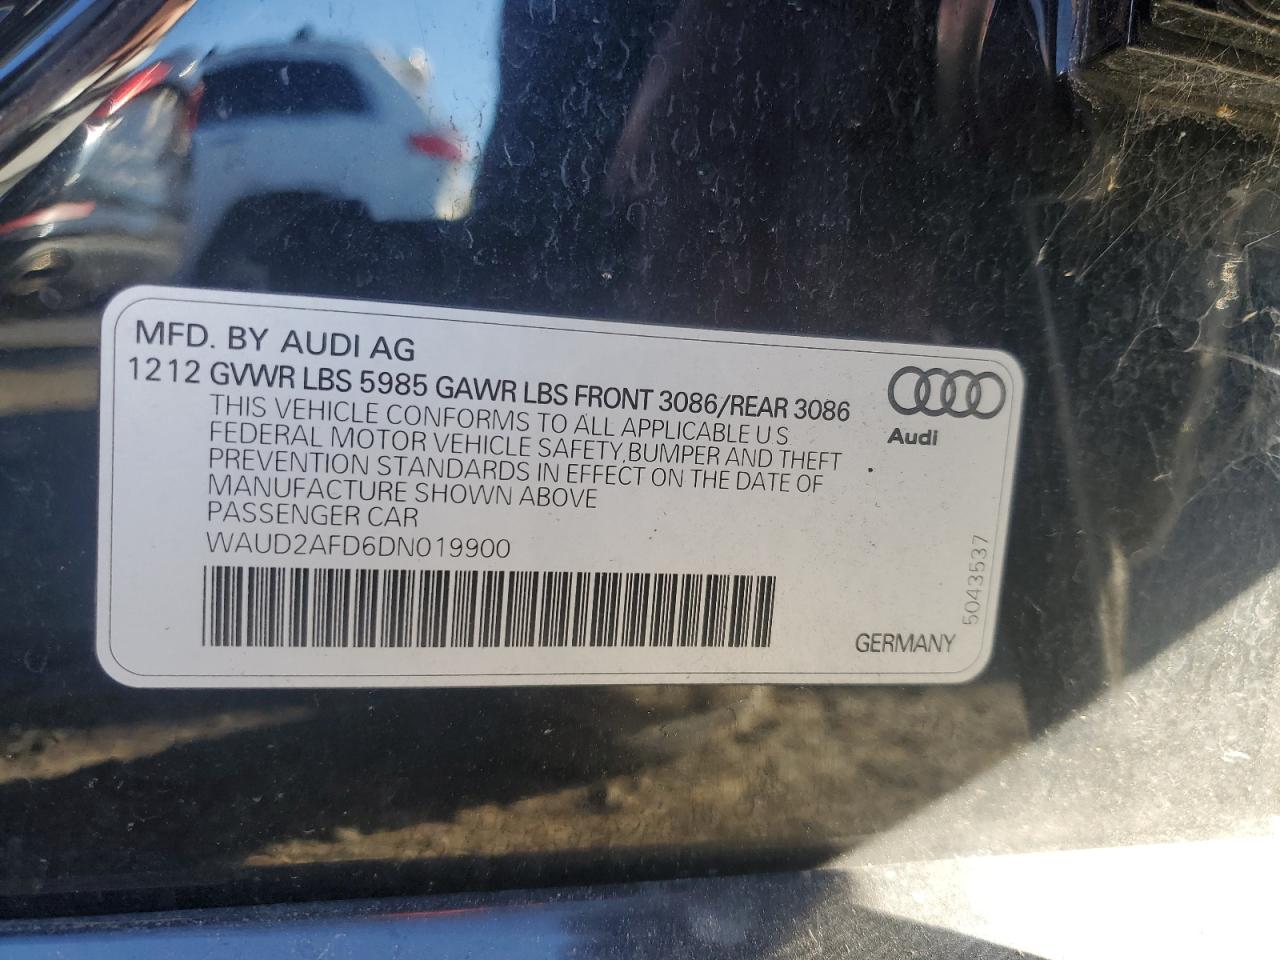 MFD. BY AUDI AG
1212 GVWR LBS 5985 GAWR LBS FRONT 3086/REAR 3086
THIS VEHICLE CONFORMS TO ALL APPLICABLE U S
FEDERAL MOTOR VEHICLE SAFETY,BUMPER AND THEFT
PREVENTION STANDARDS IN EFFECT ON THE DATE OF
MANUFACTURE SHOWN ABOVE
PASSENGER CAR
WAUD2AFD6DN019900
Audi
5043537
GERMANY